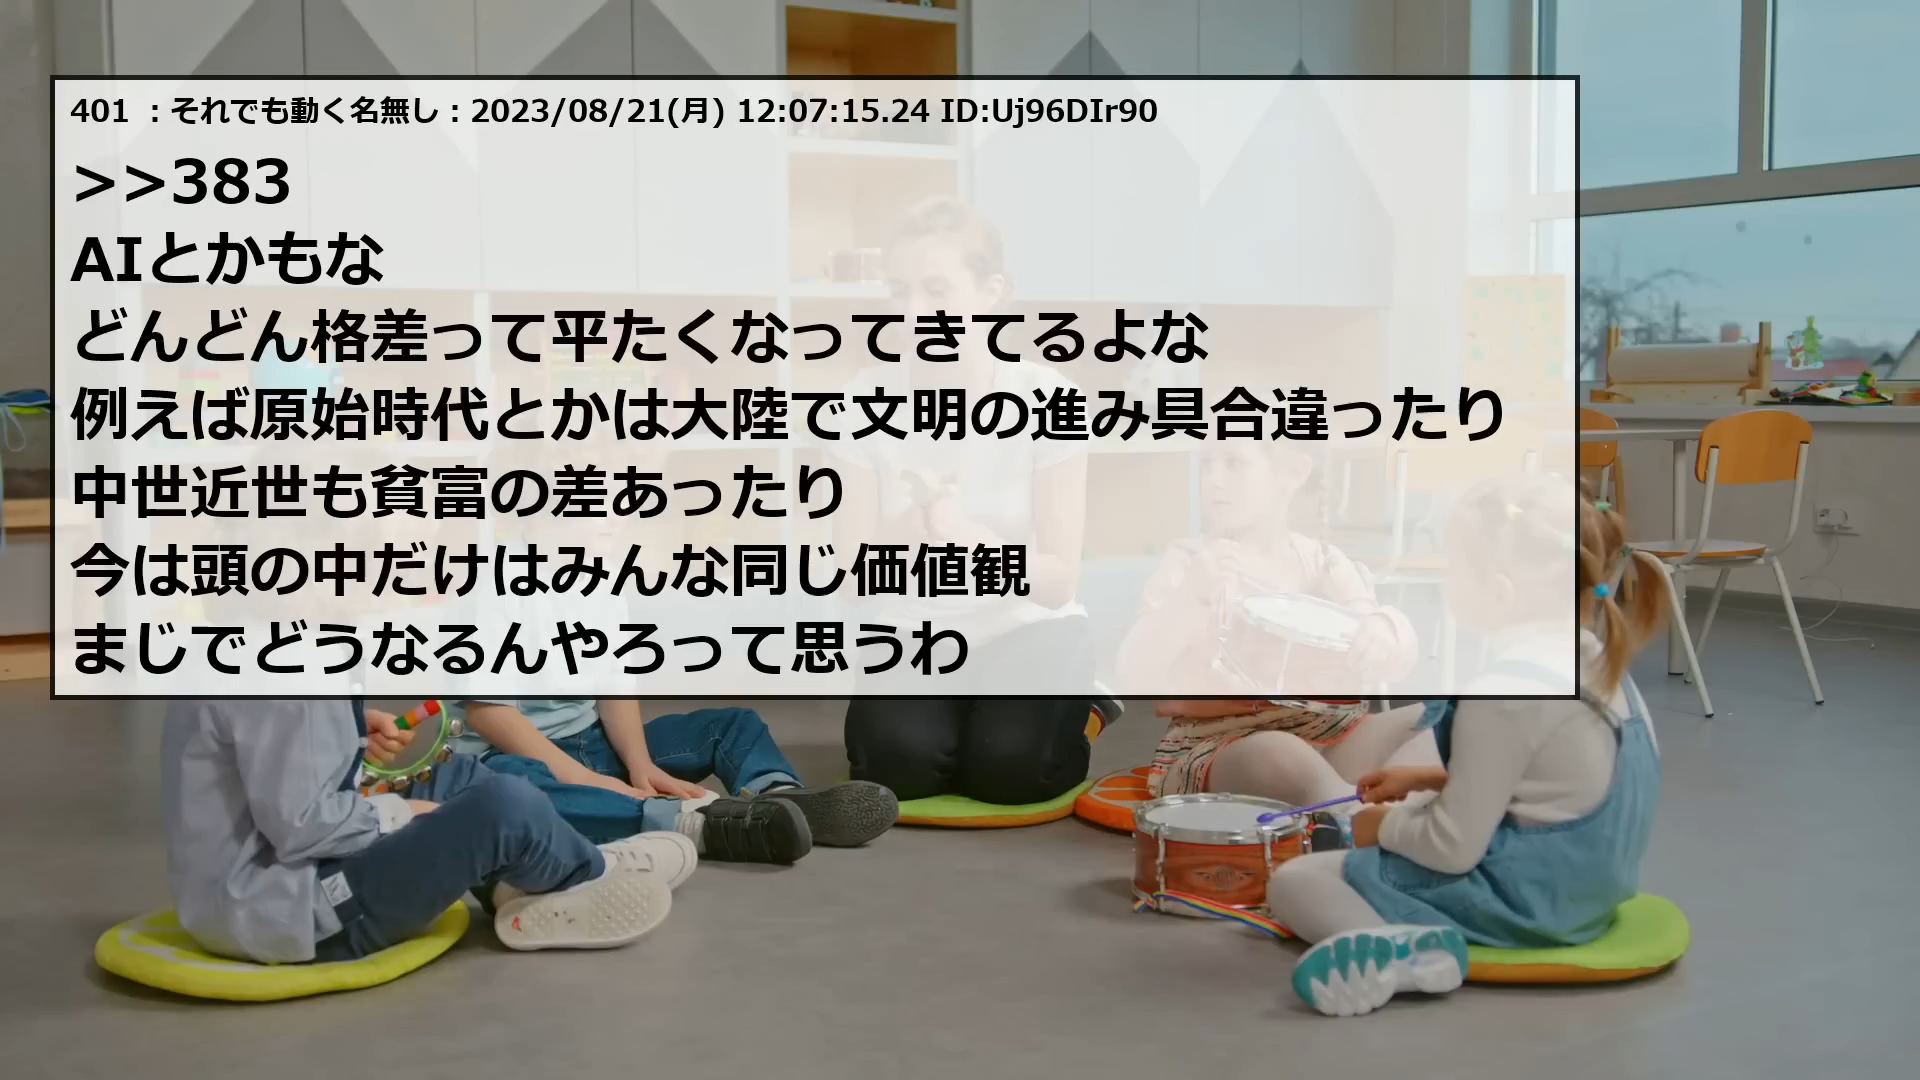 401 ：それでも動く名無し：2023/08/21(月) 12:07:15.24 ID:Uj96DIr90
>>383
AIとかもな
どんどん格差って平たくなってきてるよな
例えば原始時代とかは大陸で文明の進み具合違ったり
中世近世も貧富の差あったり
今は頭の中だけはみんな同じ価値観
まじでどうなるんやろって思うわ